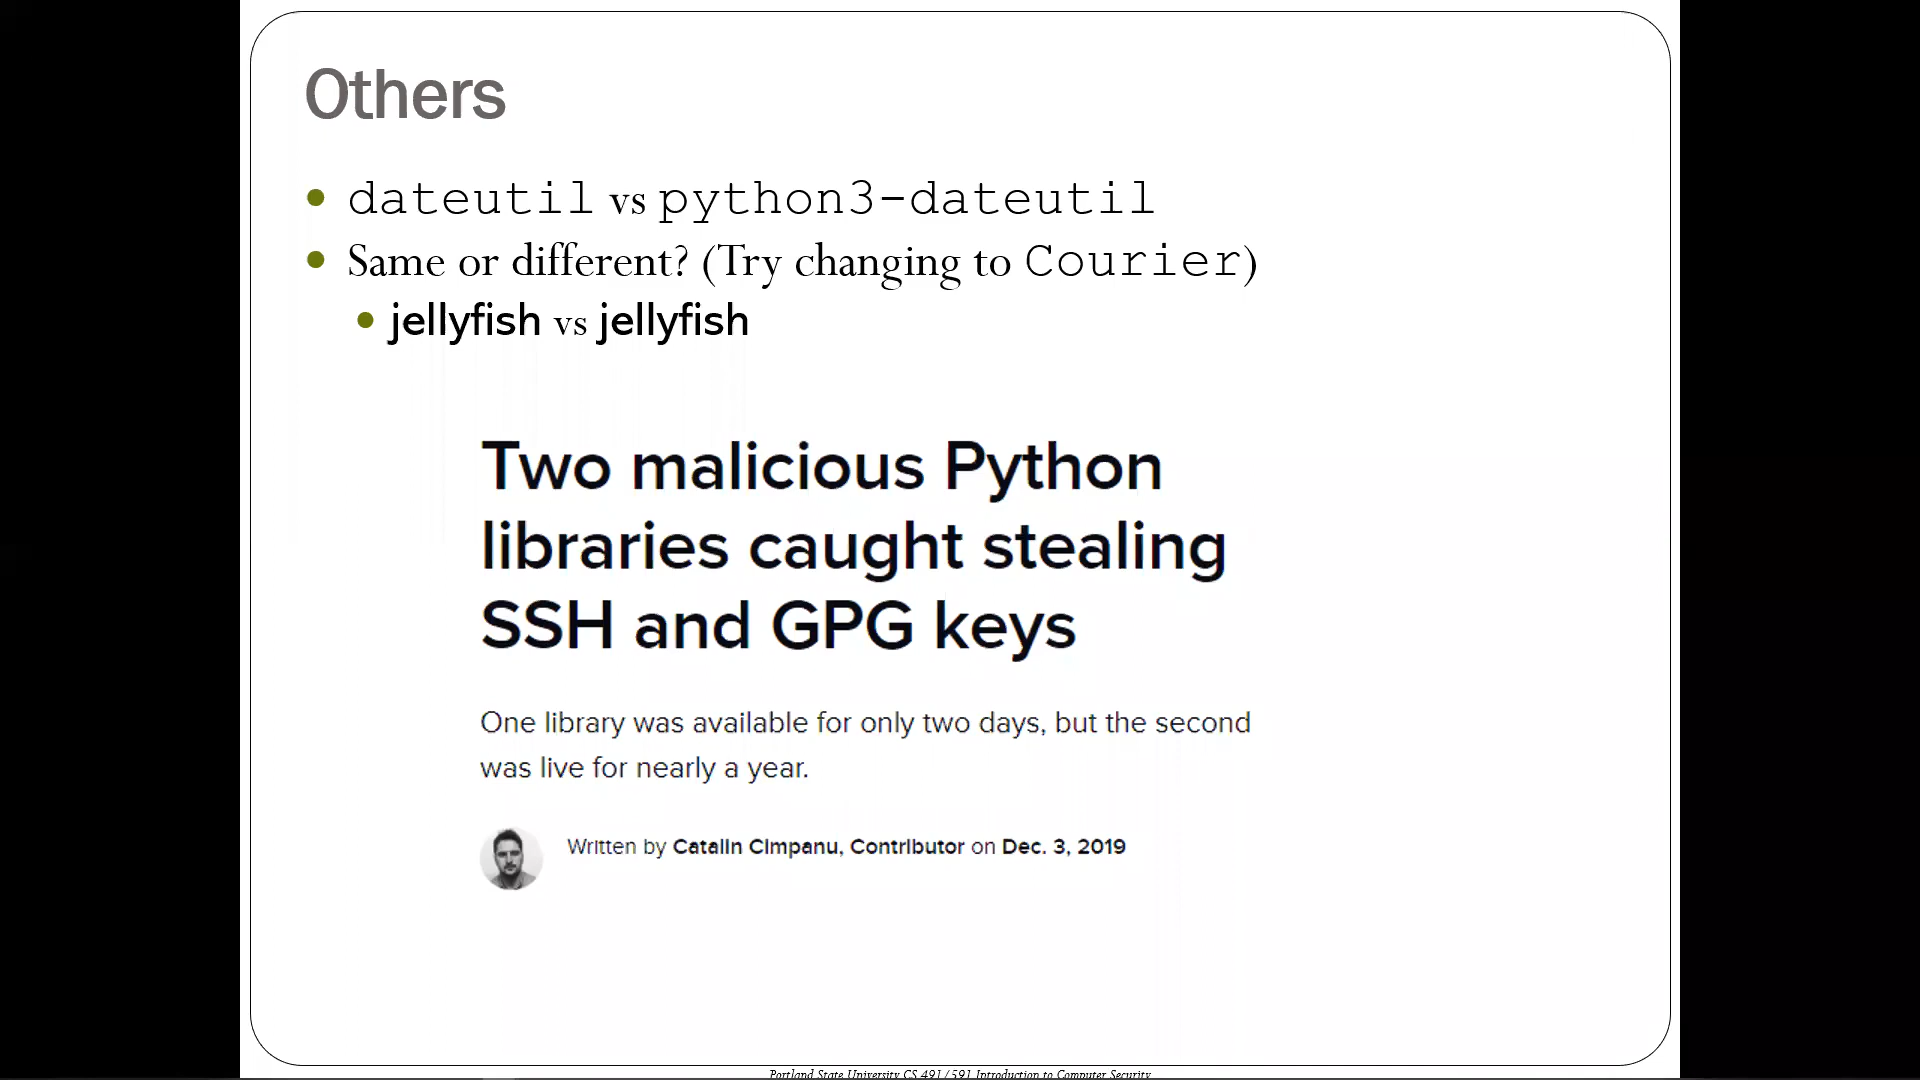 Others
dateutil vs python3-dateutil
Same or different? (Try changing to Courier)
jellyfish vs jellyfish
Two malicious Python
libraries caught stealing
SSH and GPG keys
One library was available for only two days, but the second
was live for nearly a year.
Written by Catalin Cimpanu, Contributor on Dec. 3, 2019
Portland State University CS 491/591 Introduction to Computer Security